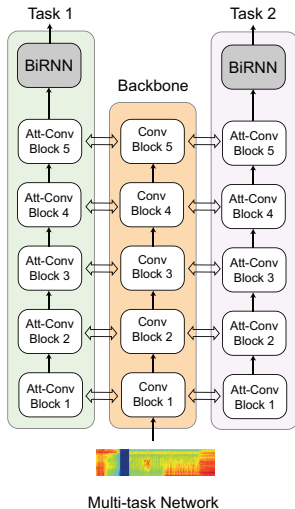 Task 1
Task 2
BiRNN
BiRNN
Backbone
Att-Conv
Block 5
Conv
Block 5
Att-Conv
Block 5
Att-Conv
Block 4
Conv
Block 4
Att-Conv
Block 4
Att-Conv
Block 3
Conv
Block 3
Att-Conv
Block 3
Att-Conv
Block 2
Conv
Block 2
Att-Conv
Block 2
Att-Conv
Block 1
Conv
Block 1
Att-Conv
Block 1
Multi-task Network